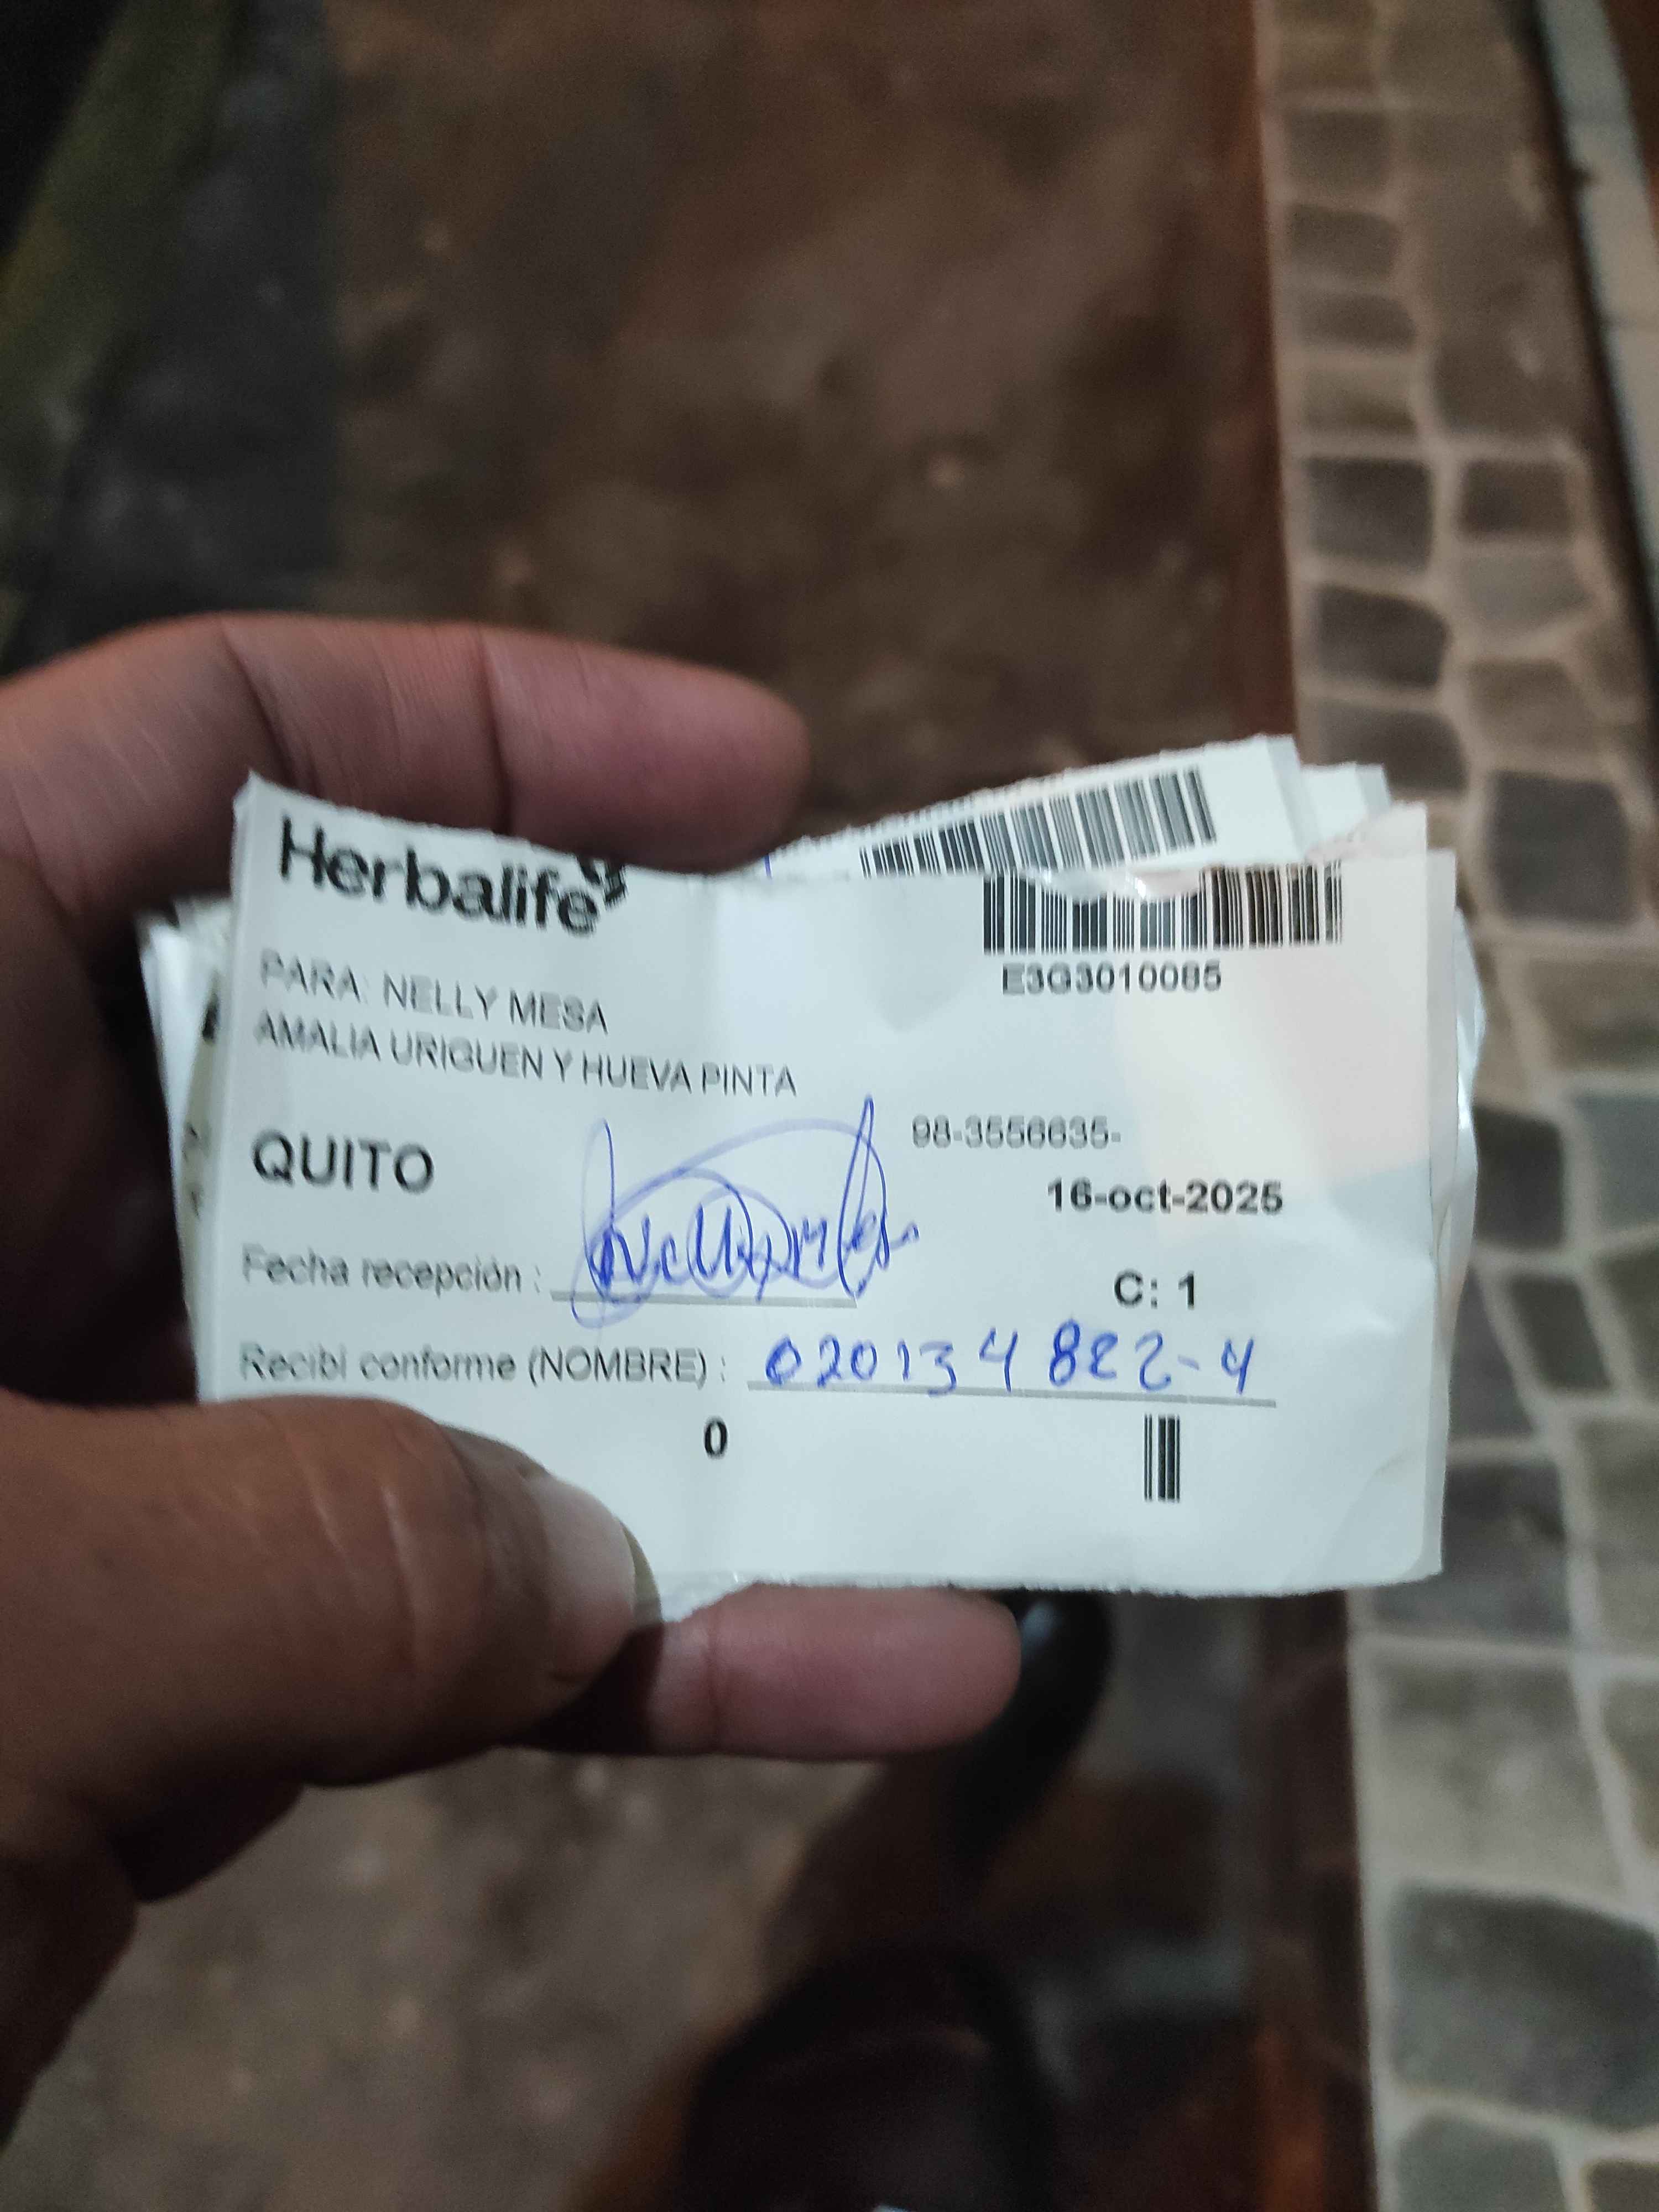 Herbalife
E3G3010085
PARA: NELLY MESA
AMALIA URIGUEN Y HUEVA PINTA
98-3556635-
QUITO
16-oct-2025
Fecha recepción :
C: 1
Recibi conforme (NOMBRE) : 020134882-4
0